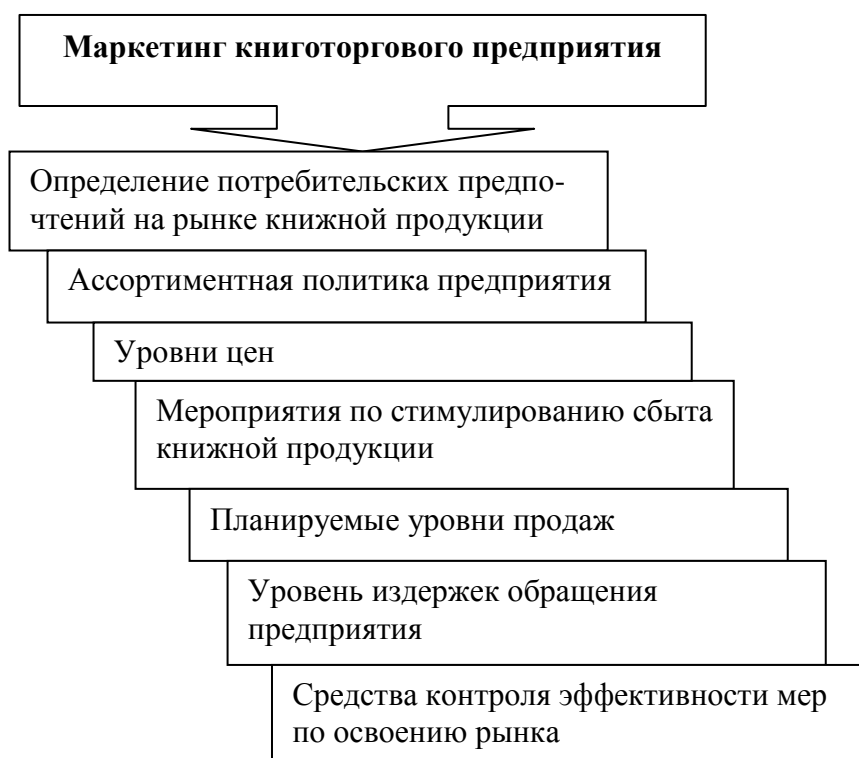 Маркетинг книготоргового предприятия
Определение потребительских предпо-
чтений на рынке книжной продукции
Ассортиментная политика предприятия
Уровни цен
Мероприятия по стимулированию сбыта
книжной продукции
Планируемые уровни продаж
Уровень издержек обращения
предприятия
Средства контроля эффективности мер
по освоению рынка